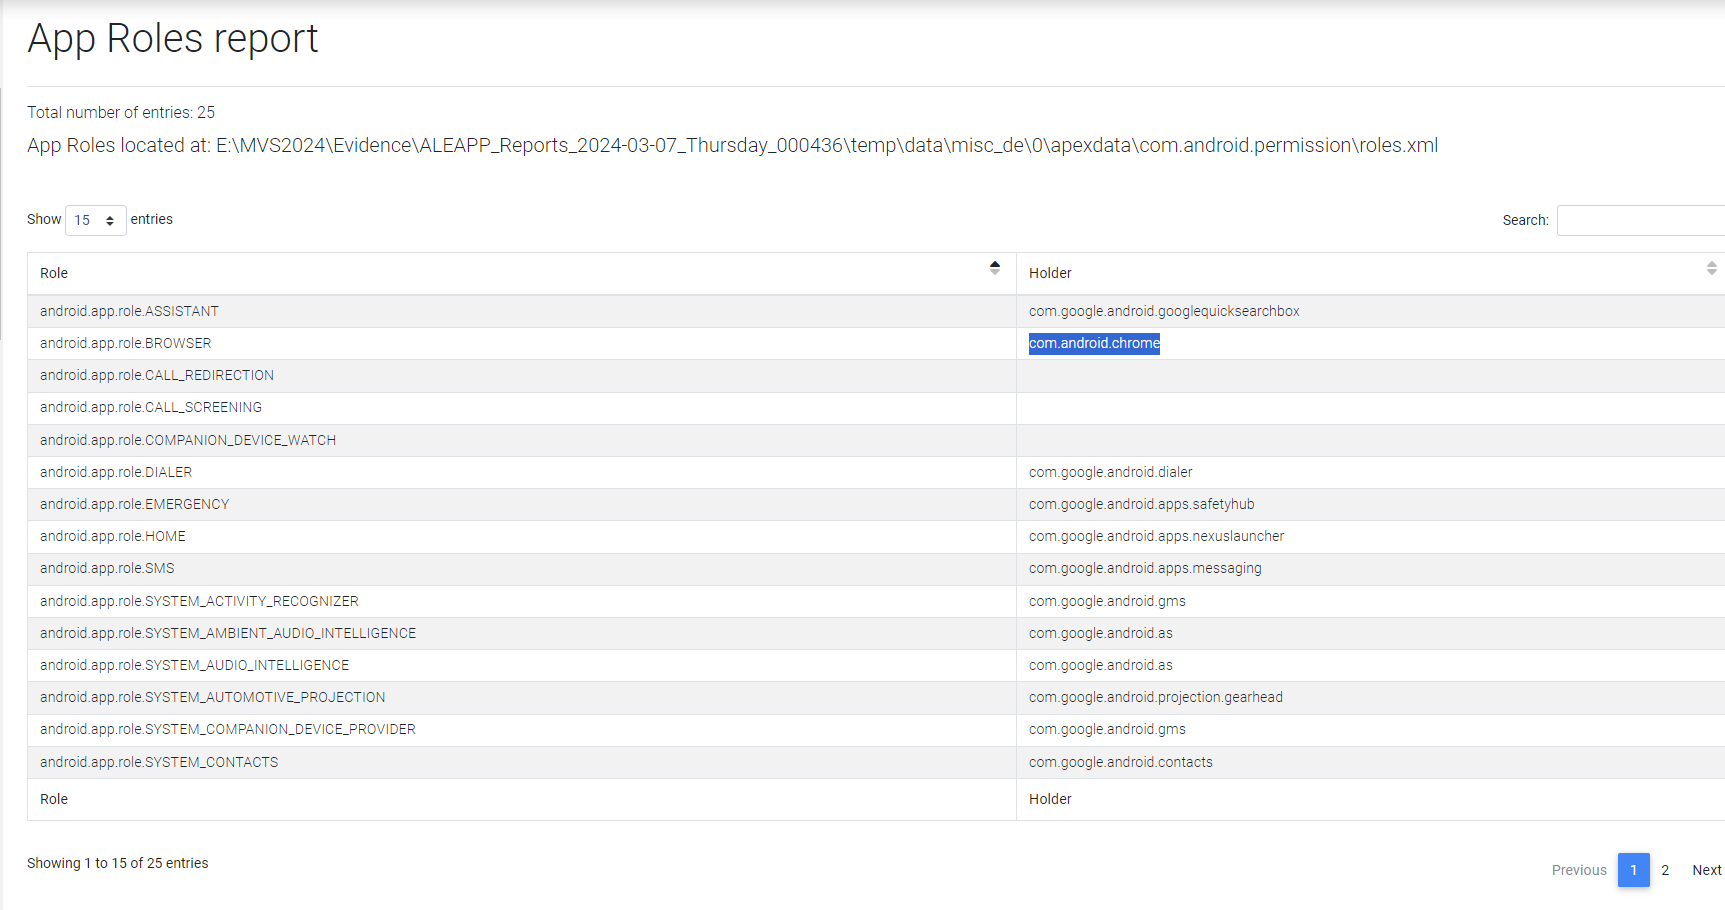 App Roles report
Total number of entries: 25
App Roles located at: E:\MVS2024\Evidence\ALEAPP_Reports_2024-03-07_Thursday_000436\temp\data\misc_de\0\apexdata\com.android.permission\roles.xml
Show 15 entries Search:
Role Holder
android.app.role.ASSISTANT com.google.android.googlequicksearchbox
android.app.role.BROWSER com.android.chrome
android.app.role.CALL_REDIRECTION
android.app.role.CALL_SCREENING
android.app.role.COMPANION_DEVICE_WATCH
android.app.role.DIALER com.google.android.dialer
android.app.role.EMERGENCY com.google.android.apps.safetyhub
android.app.role.HOME com.google.android.apps.nexuslauncher
android.app.role.SMS com.google.android.apps.messaging
android.app.role.SYSTEM_ACTIVITY_RECOGNIZER com.google.android.gms
android.app.role.SYSTEM_AMBIENT_AUDIO_INTELLIGENCE com.google.android.as
android.app.role.SYSTEM_AUDIO_INTELLIGENCE com.google.android.as
android.app.role.SYSTEM_AUTOMOTIVE_PROJECTION com.google.android.projection.gearhead
android.app.role.SYSTEM_COMPANION_DEVICE_PROVIDER com.google.android.gms
android.app.role.SYSTEM_CONTACTS com.google.android.contacts
Role Holder
Showing 1 to 15 of 25 entries
Previous 1 2 Next